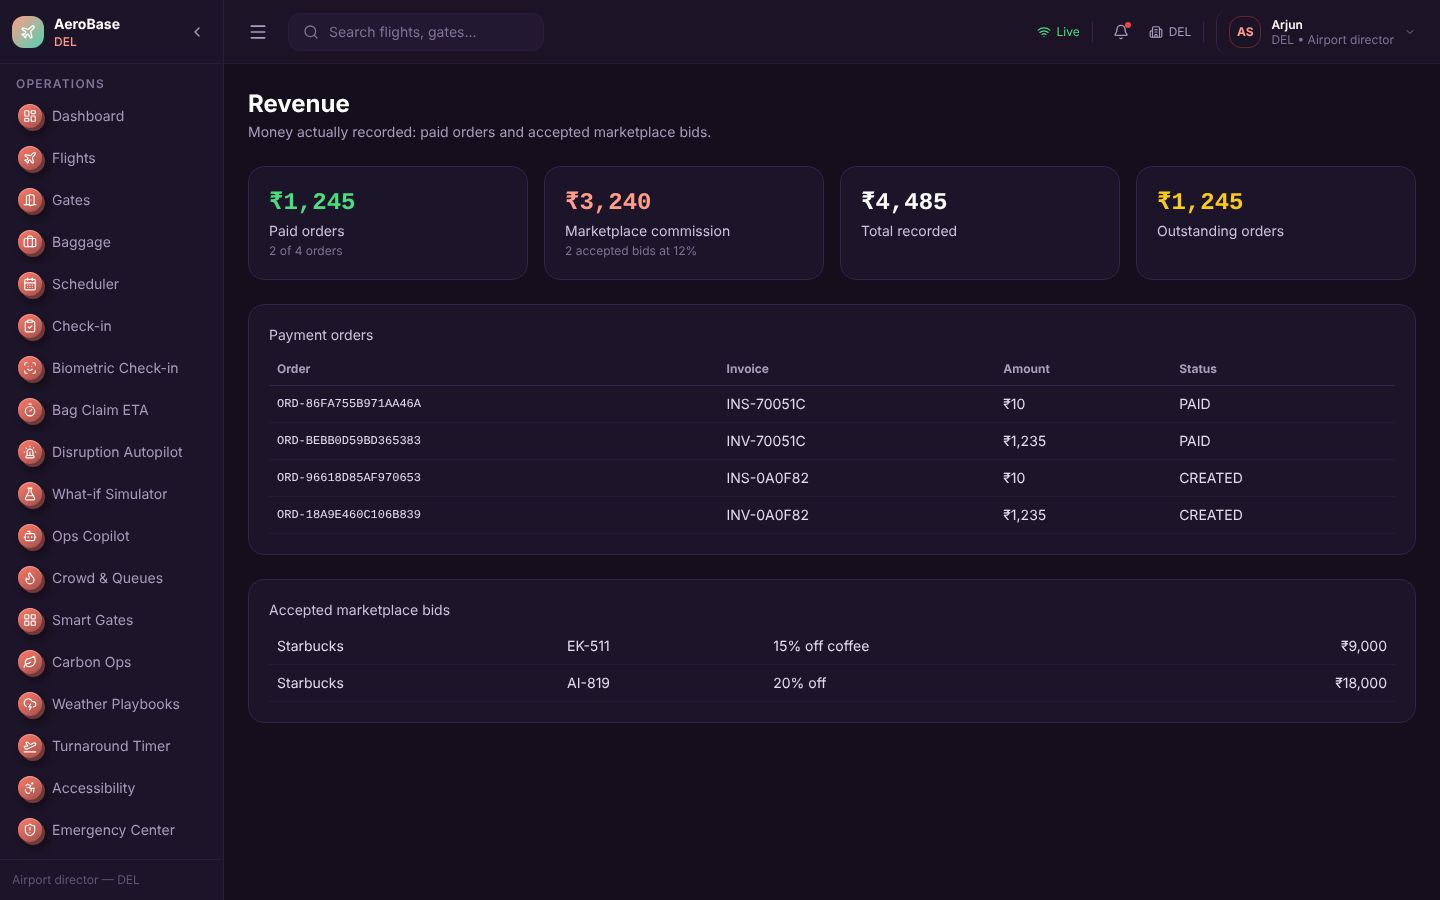 AeroBase
DEL
OPERATIONS
Dashboard
Flights
Gates
Baggage
Scheduler
Check-in
Biometric Check-in
Bag Claim ETA
Disruption Autopilot
What-if Simulator
Ops Copilot
Crowd & Queues
Smart Gates
Carbon Ops
Weather Playbooks
Turnaround Timer
Accessibility
Emergency Center
Airport director — DEL
Search flights, gates...
Live
DEL
AS
Arjun
DEL • Airport director
Revenue
Money actually recorded: paid orders and accepted marketplace bids.
₹1,245
Paid orders
2 of 4 orders
₹3,240
Marketplace commission
2 accepted bids at 12%
₹4,485
Total recorded
₹1,245
Outstanding orders
Payment orders
Order Invoice Amount Status
ORD-86FA755B971AA46A INS-70051C ₹10 PAID
ORD-BEBB0D59BD365383 INV-70051C ₹1,235 PAID
ORD-96618D85AF970653 INS-0A0F82 ₹10 CREATED
ORD-18A9E460C106B839 INV-0A0F82 ₹1,235 CREATED
Accepted marketplace bids
Starbucks EK-511 15% off coffee ₹9,000
Starbucks AI-819 20% off ₹18,000